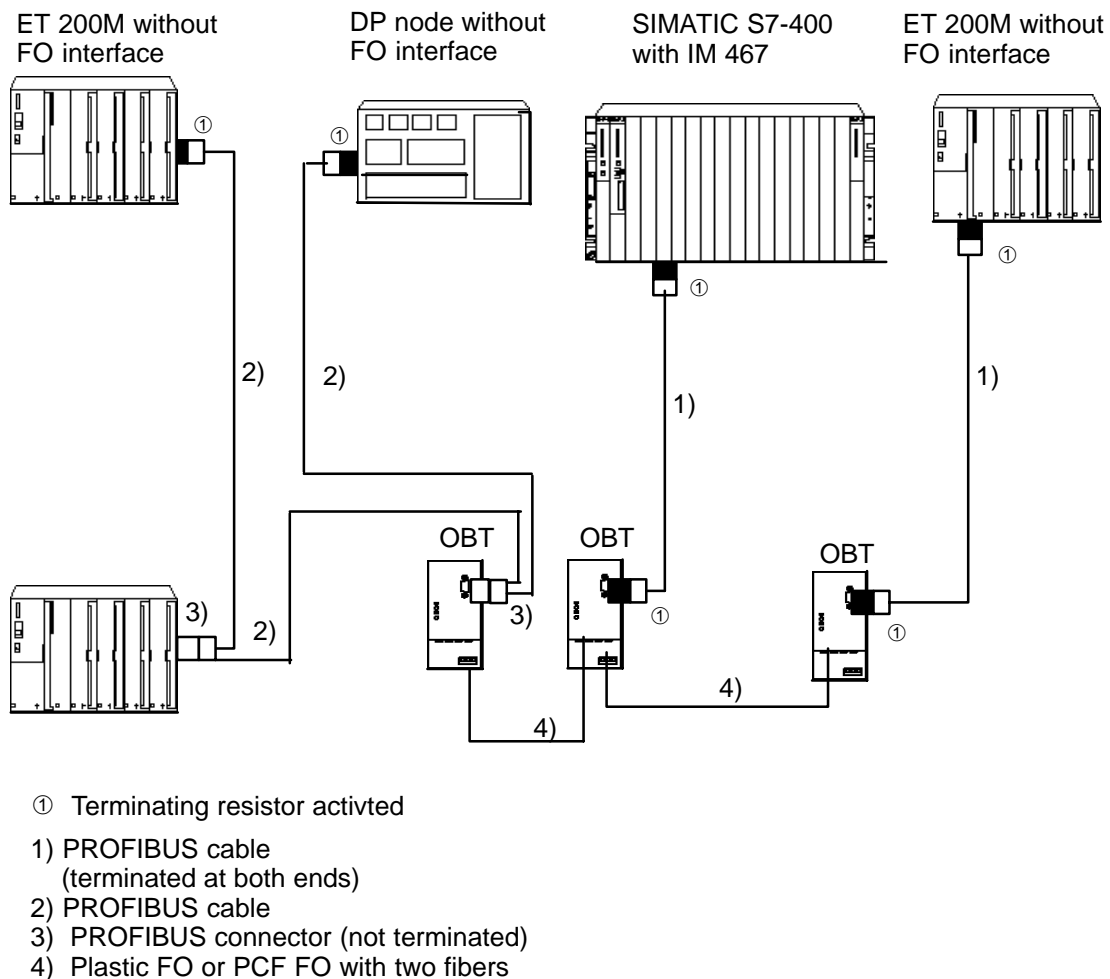 ET 200M without
FO interface
DP node without
FO interface
SIMATIC S7-400
with IM 467
ET 200M without
FO interface
①
①
①
①
2)
2)
1)
1)
OBT
OBT
OBT
3)
2)
3)
①
①
4)
4)
① Terminating resistor activted
1) PROFIBUS cable
(terminated at both ends)
2) PROFIBUS cable
3) PROFIBUS connector (not terminated)
4) Plastic FO or PCF FO with two fibers